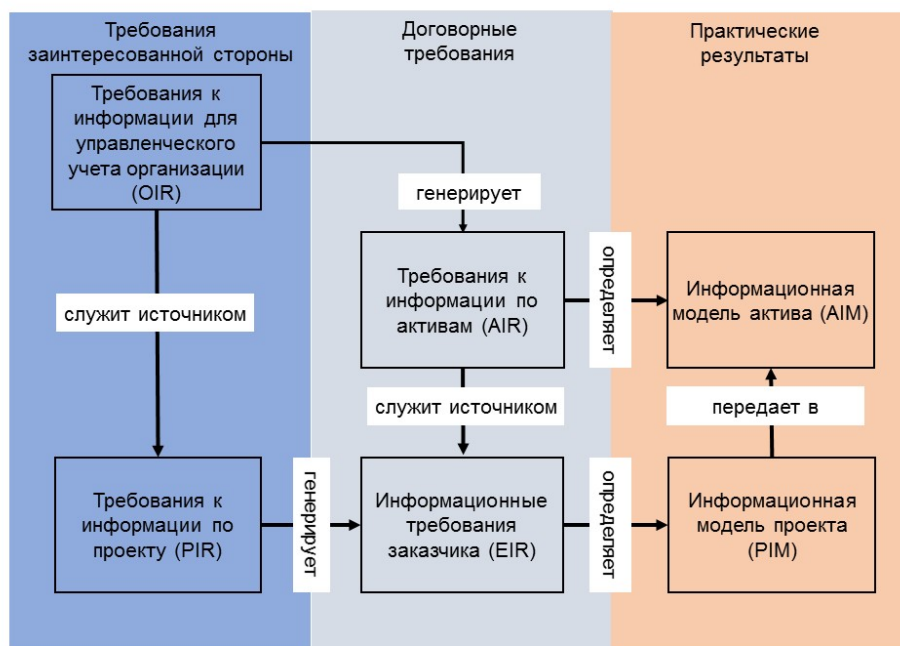 Требования
заинтересованной стороны
Договорные
требования
Практические
результаты
Требования к
информации для
управленческого
учета организации
(OIR)
генерирует
Требования к
информации по
активам (AIR)
определяет
Информационная
модель актива (AIM)
служит источником
служит источником
передает в
Требования к
информации по
проекту (PIR)
генерирует
Информационные
требования
заказчика (EIR)
определяет
Информационная
модель проекта
(PIM)